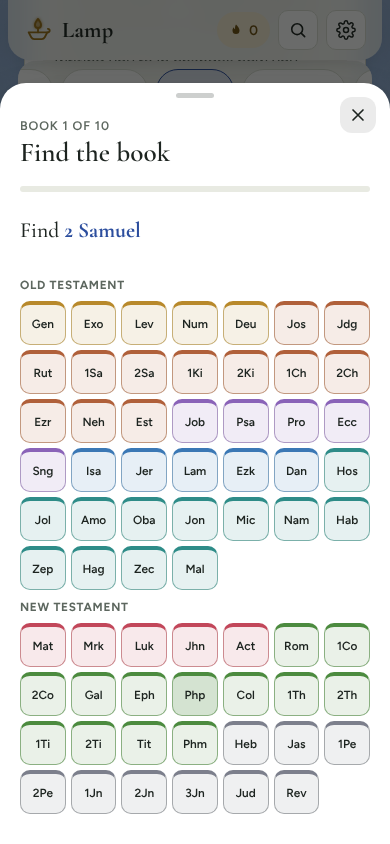 Lamp
0
BOOK 1 OF 10
Find the book
Find 2 Samuel
OLD TESTAMENT
Gen Exo Lev Num Deu Jos Jdg
Rut 1Sa 2Sa 1Ki 2Ki 1Ch 2Ch
Ezr Neh Est Job Psa Pro Ecc
Sng Isa Jer Lam Ezk Dan Hos
Jol Amo Oba Jon Mic Nam Hab
Zep Hag Zec Mal
NEW TESTAMENT
Mat Mrk Luk Jhn Act Rom 1Co
2Co Gal Eph Php Col 1Th 2Th
1Ti 2Ti Tit Phm Heb Jas 1Pe
2Pe 1Jn 2Jn 3Jn Jud Rev